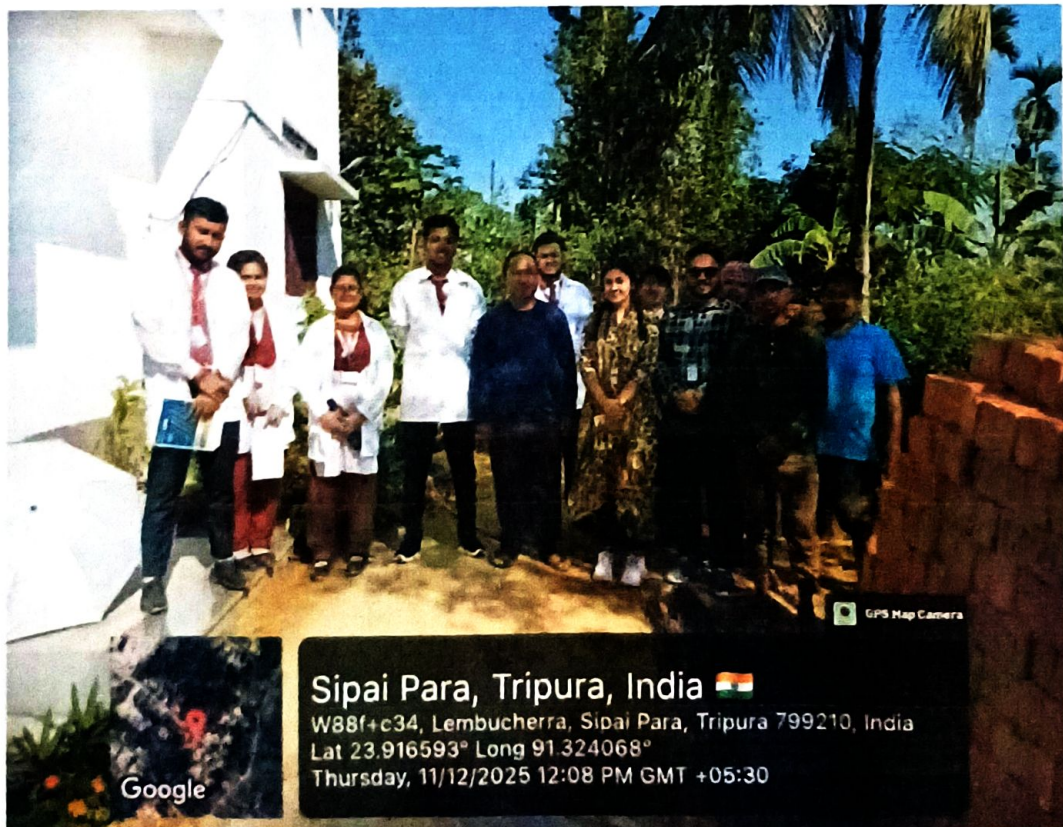 GPS Map Camera
Sipai Para, Tripura, India
W88f+c34, Lembucherra, Sipai Para, Tripura 799210, India
Lat 23.916593° Long 91.324068°
Thursday, 11/12/2025 12:08 PM GMT +05:30
Google